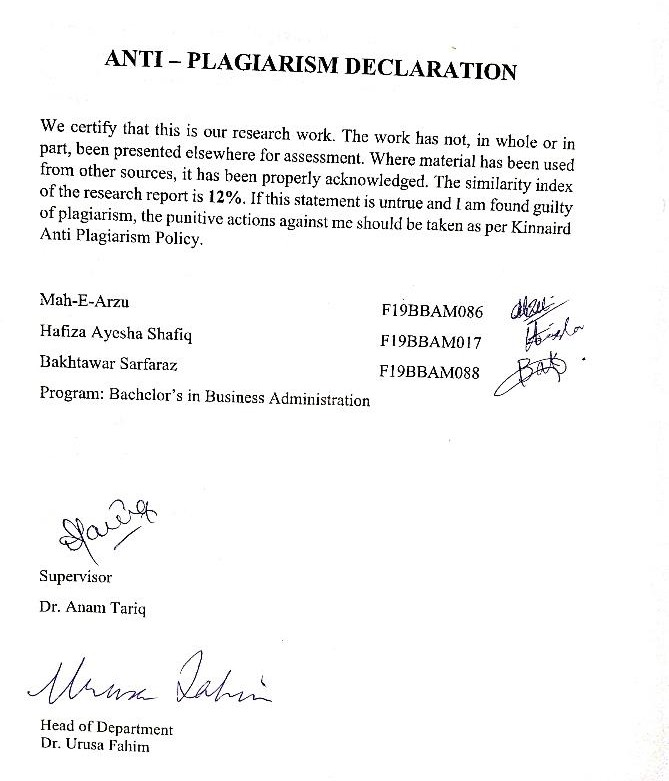 ANTI – PLAGIARISM DECLARATION
We certify that this is our research work. The work has not, in whole or in
part, been presented elsewhere for assessment. Where material has been used
from other sources, it has been properly acknowledged. The similarity index
of the research report is 12%. If this statement is untrue and I am found guilty
of plagiarism, the punitive actions against me should be taken as per Kinnaird
Anti Plagiarism Policy.
Mah-E-Arzu F19BBAM086
Hafiza Ayesha Shafiq F19BBAM017
Bakhtawar Sarfaraz F19BBAM088 Bak
Program: Bachelor's in Business Administration
Supervisor
Dr. Anam Tariq
Urusa Fahim
Head of Department
Dr. Urusa Fahim